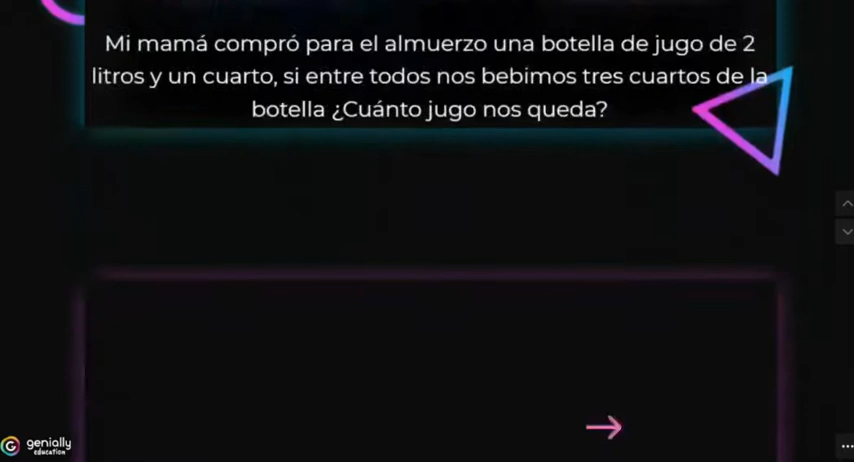 Mi mamá compró para el almuerzo una botella de jugo de 2
litros y un cuarto, si entre todos nos bebimos tres cuartos de la
botella ¿Cuánto jugo nos queda?
G genially
education